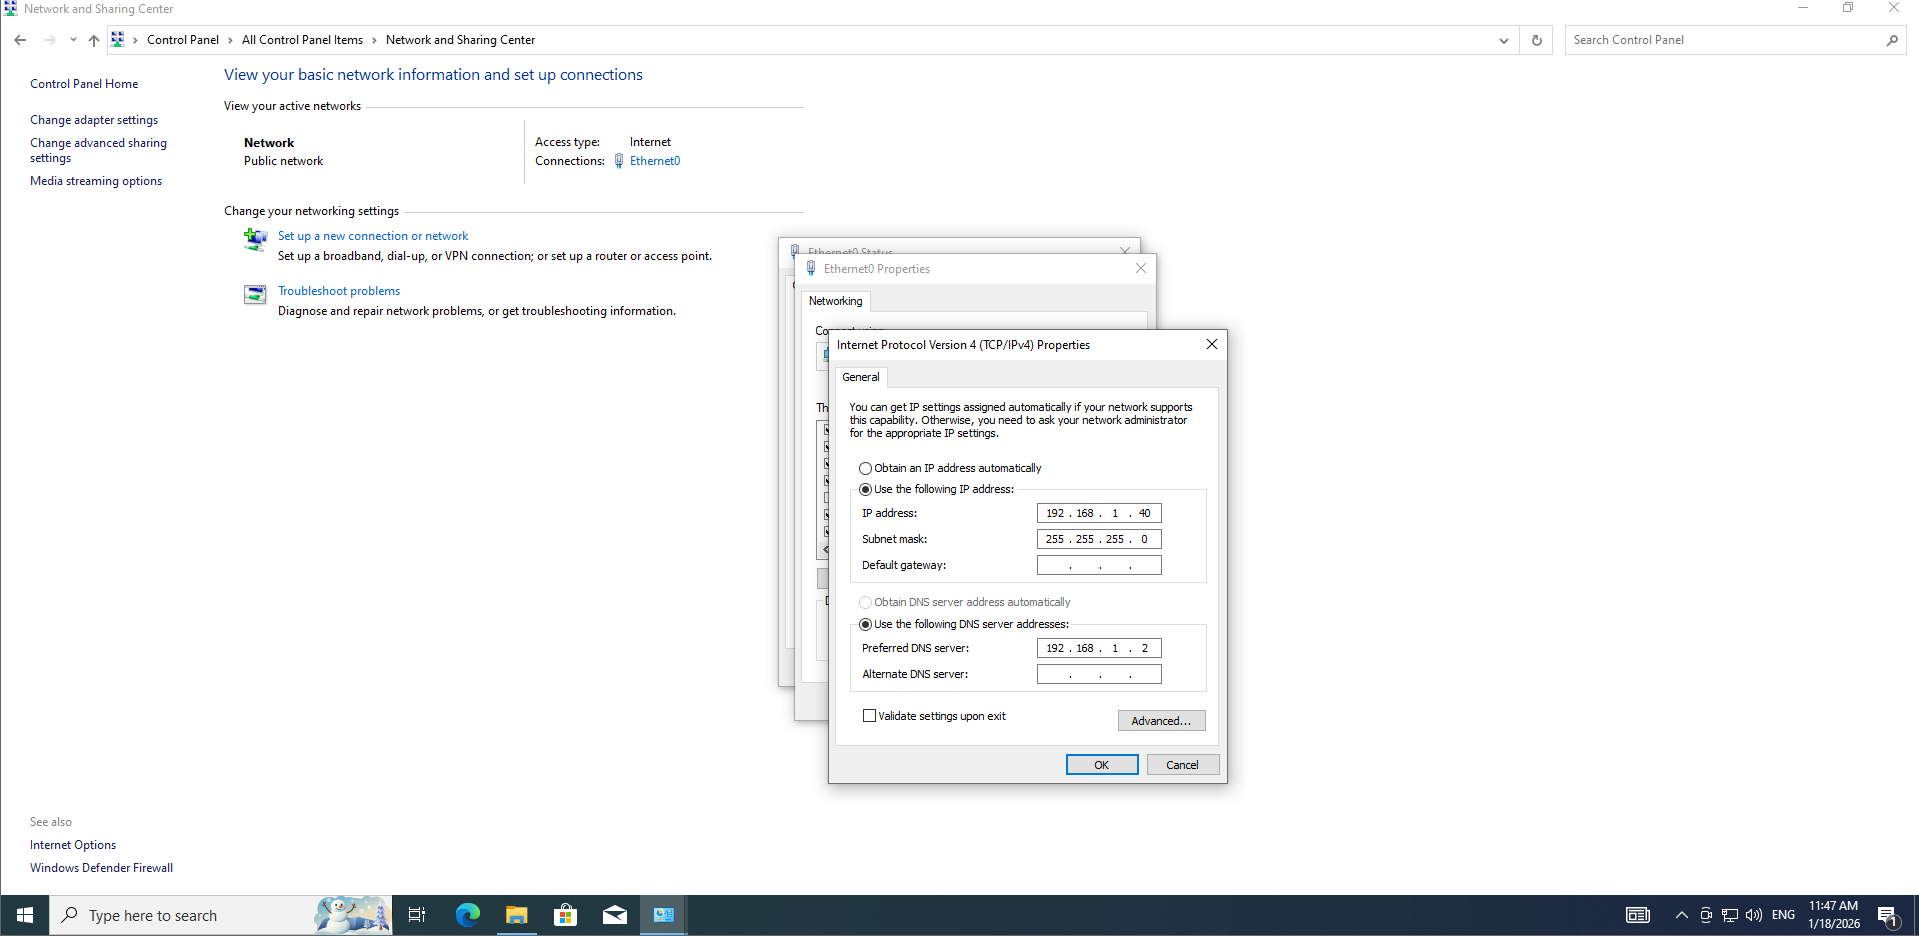 Network and Sharing Center
Control Panel > All Control Panel Items > Network and Sharing Center
Search Control Panel
Control Panel Home
Change adapter settings
Change advanced sharing
settings
Media streaming options
View your basic network information and set up connections
View your active networks
Network
Public network
Access type: Internet
Connections: Ethernet0
Change your networking settings
Set up a new connection or network
Set up a broadband, dial-up, or VPN connection; or set up a router or access point.
Troubleshoot problems
Diagnose and repair network problems, or get troubleshooting information.
Ethernet0 Status
Ethernet0 Properties
Networking
Internet Protocol Version 4 (TCP/IPv4) Properties
General
You can get IP settings assigned automatically if your network supports
this capability. Otherwise, you need to ask your network administrator
for the appropriate IP settings.
Obtain an IP address automatically
Use the following IP address:
IP address: 192 . 168 . 1 . 40
Subnet mask: 255 . 255 . 255 . 0
Default gateway: . . .
Obtain DNS server address automatically
Use the following DNS server addresses:
Preferred DNS server: 192 . 168 . 1 . 2
Alternate DNS server: . . .
Validate settings upon exit
Advanced...
OK
Cancel
See also
Internet Options
Windows Defender Firewall
Type here to search
ENG
11:47 AM
1/18/2026
1